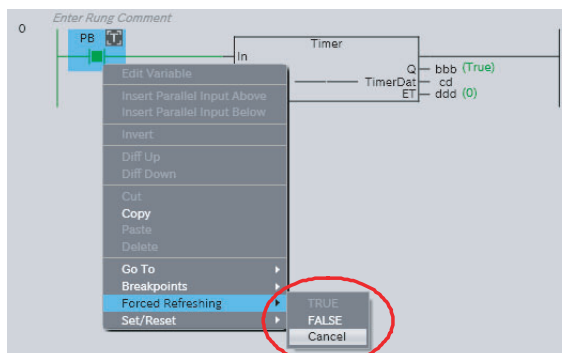 Enter Rung Comment
0
PB T
Timer
In
Q bbb (True)
TimerDat cd
ET ddd (0)
Edit Variable
Insert Parallel Input Above
Insert Parallel Input Below
Invert
Diff Up
Diff Down
Cut
Copy
Paste
Delete
Go To
Breakpoints
Forced Refreshing
Set/Reset
TRUE
FALSE
Cancel